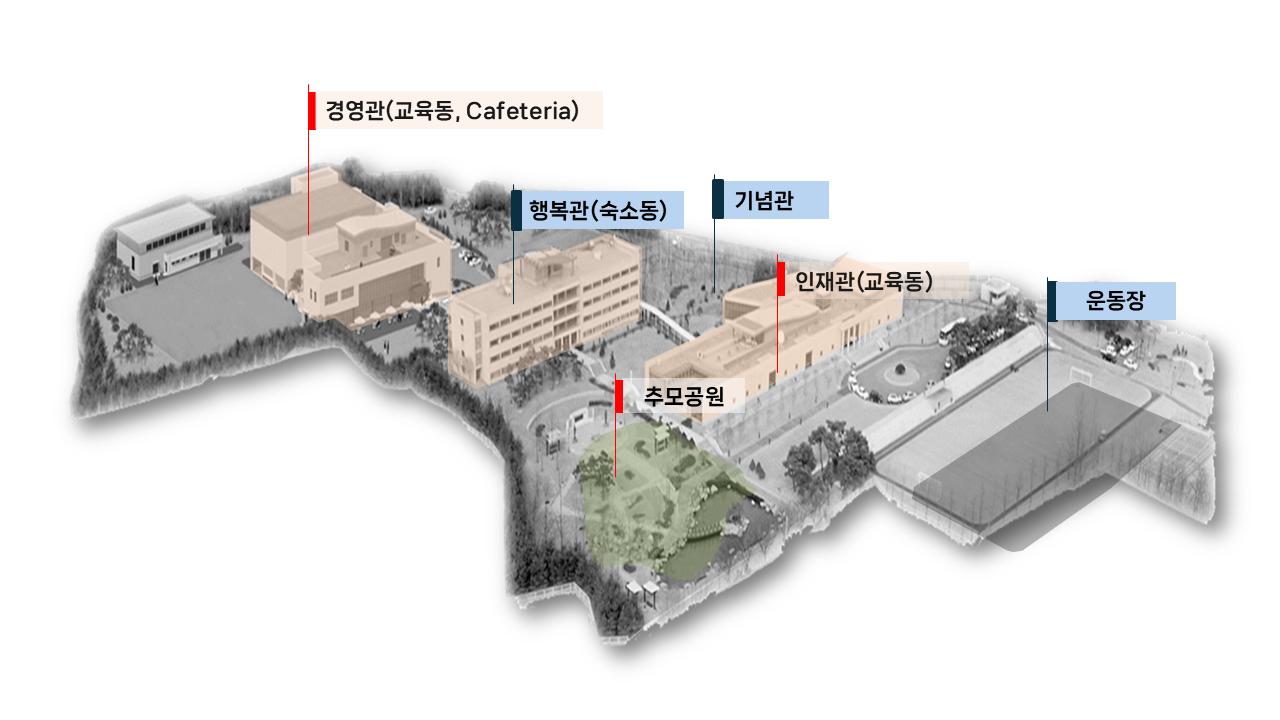 경영관(교육동, Cafeteria)
행복관(숙소동)
기념관
인재관(교육동)
운동장
추모공원